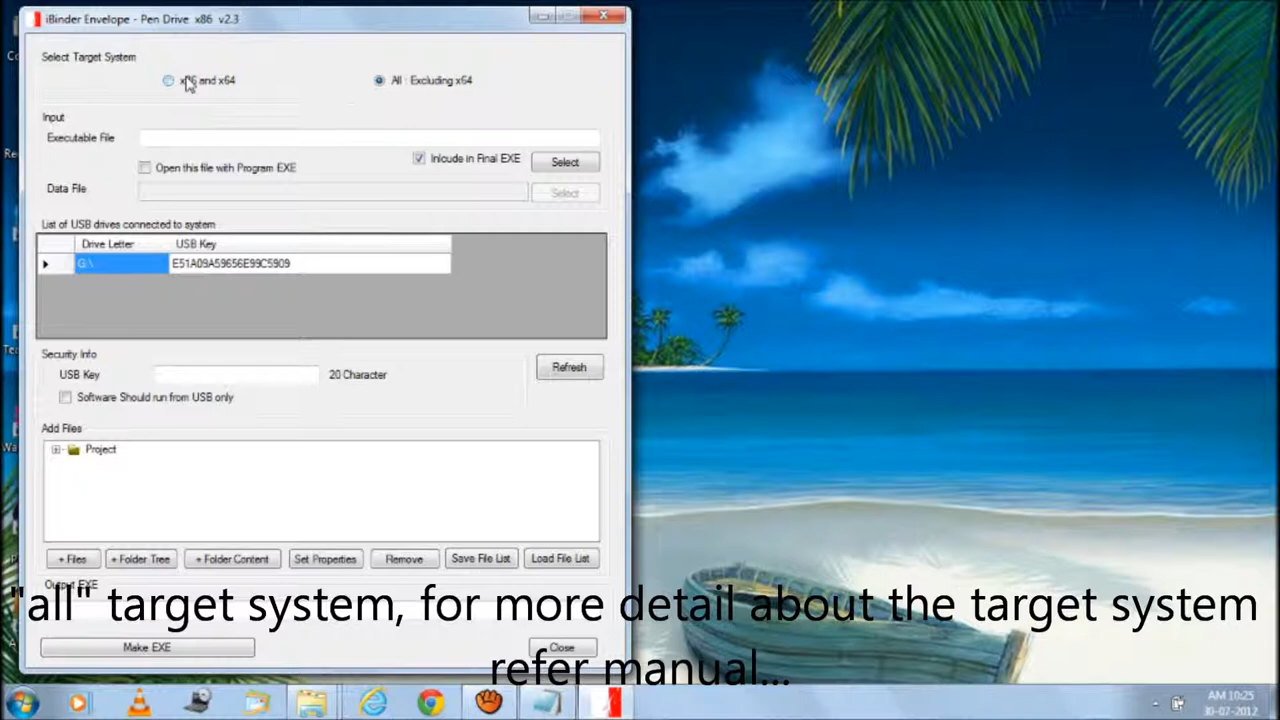 iBinder Envelope - Pen Drive x86 v2.3
Select Target System
x86 and x64
All : Excluding x64
Input
Executable File
Open this file with Program EXE
Inlcude in Final EXE
Select
Data File
Select
List of USB drives connected to system
Drive Letter
USB Key
G:\
E51A09A59656E99C5909
Security Info
USB Key
20 Character
Refresh
Software Should run from USB only
Add Files
Project
+ Files
+ Folder Tree
+ Folder Content
Set Properties
Remove
Save File List
Load File List
Output EXE
"all" target system, for more detail about the target system
refer manual...
Make EXE
Close
AM 10:25
30-07-2012